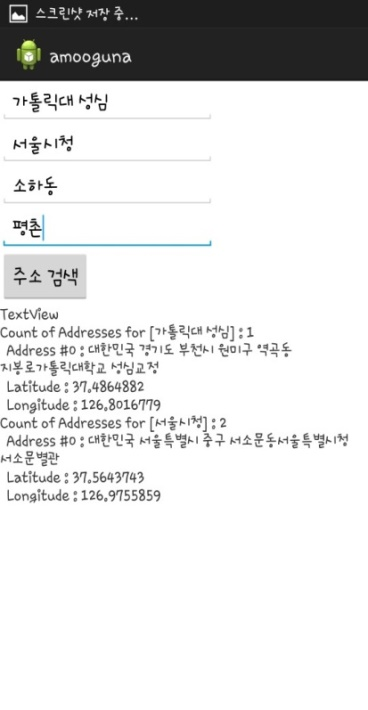 스크린샷 저장 중...
amooguna
가톨릭대 성심
서울시청
소하동
평촌
주소 검색
TextView
Count of Addresses for [가톨릭대 성심] : 1
Address #0 : 대한민국 경기도 부천시 원미구 역곡동
지봉로가톨릭대학교 성심교정
Latitude : 37.4864882
Longitude : 126.8016779
Count of Addresses for [서울시청] : 2
Address #0 : 대한민국 서울특별시 중구 서소문동서울특별시청
서소문별관
Latitude : 37.5643743
Longitude : 126.9755859